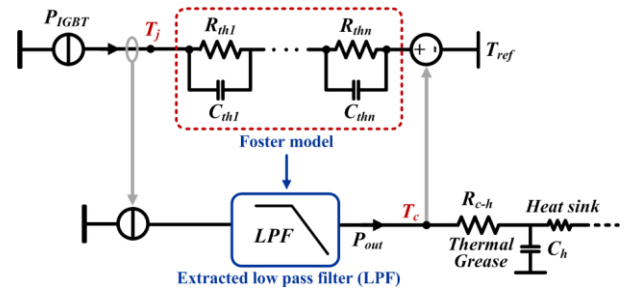 P_IGBT
T_j
R_th1
R_thn
+ -
T_ref
C_th1
C_thn
Foster model
LPF
P_out
T_c
R_c-h
Heat sink
Thermal
Grease
C_h
Extracted low pass filter (LPF)